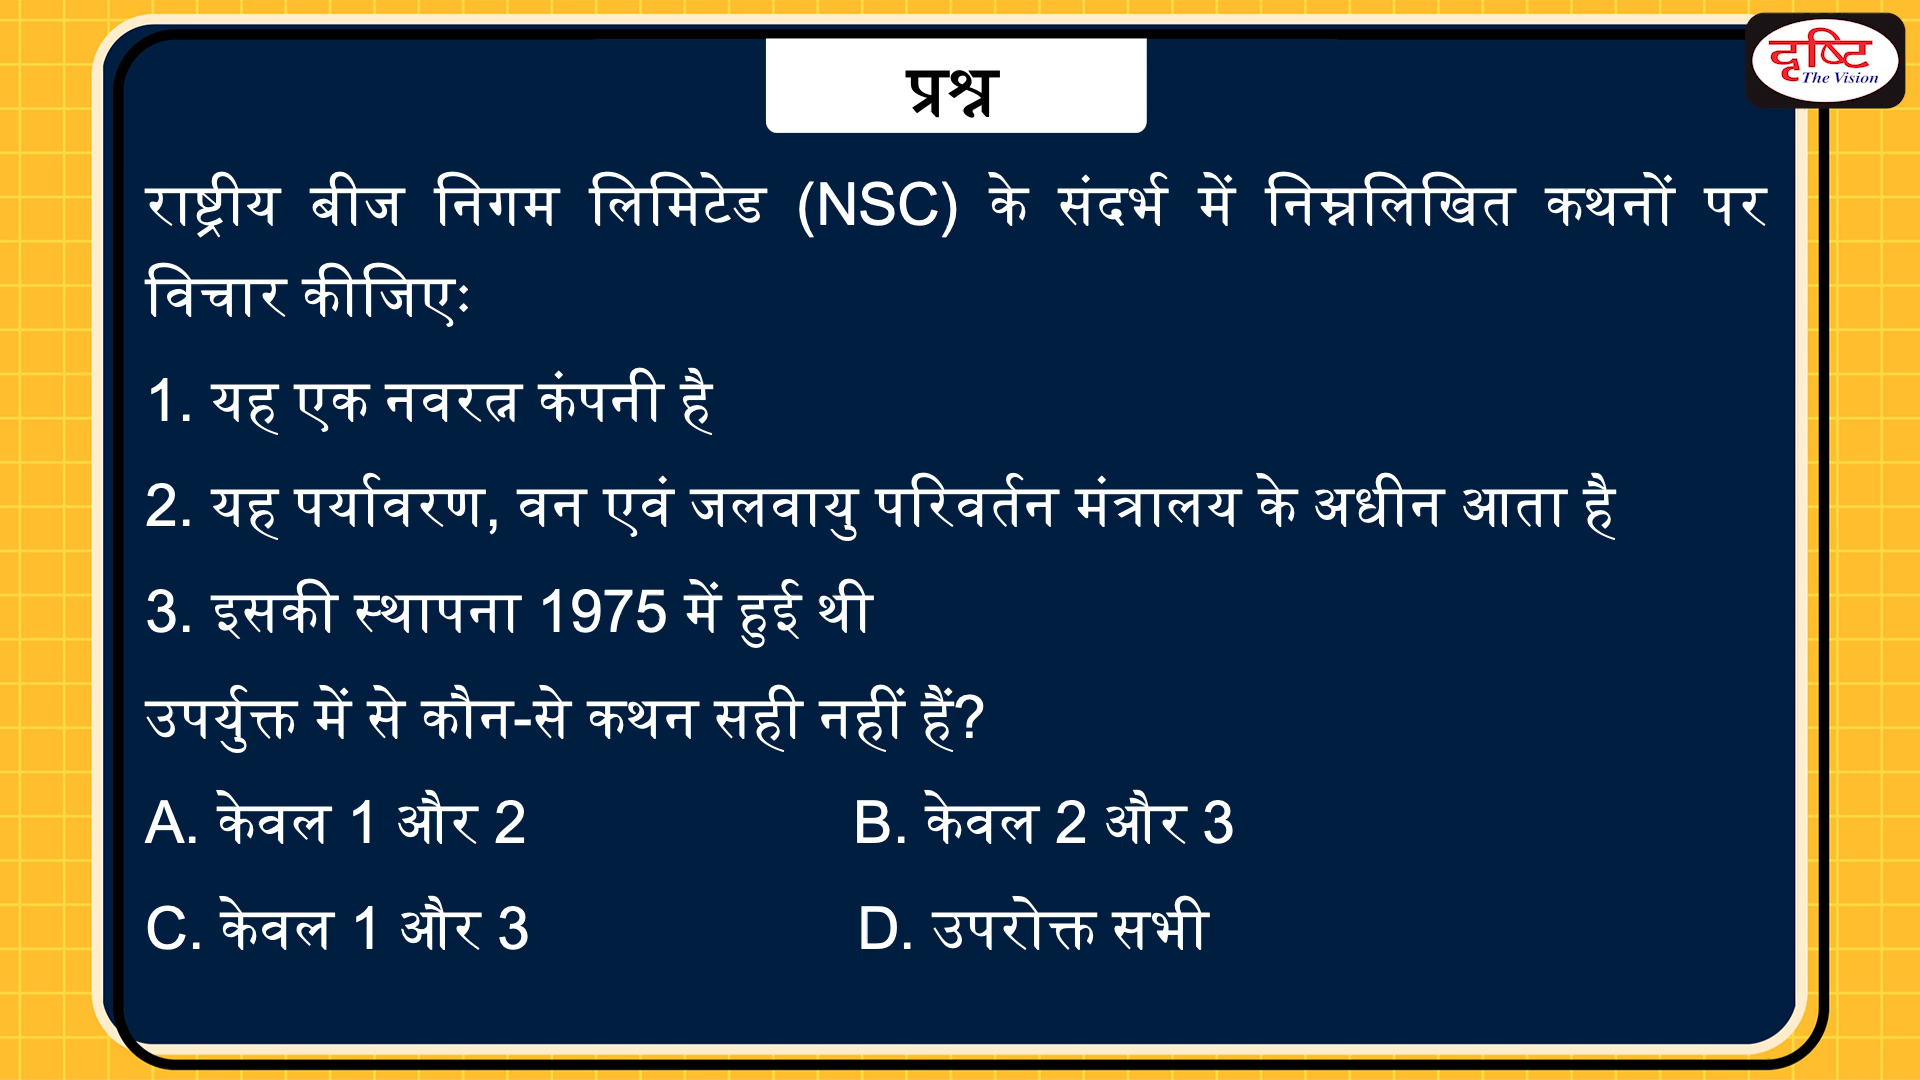 प्रश्न
दृष्टि
The Vision
राष्ट्रीय बीज निगम लिमिटेड (NSC) के संदर्भ में निम्नलिखित कथनों पर
विचार कीजिएः
1. यह एक नवरत्न कंपनी है
2. यह पर्यावरण, वन एवं जलवायु परिवर्तन मंत्रालय के अधीन आता है
3. इसकी स्थापना 1975 में हुई थी
उपर्युक्त में से कौन-से कथन सही नहीं हैं?
A. केवल 1 और 2 B. केवल 2 और 3
C. केवल 1 और 3 D. उपरोक्त सभी